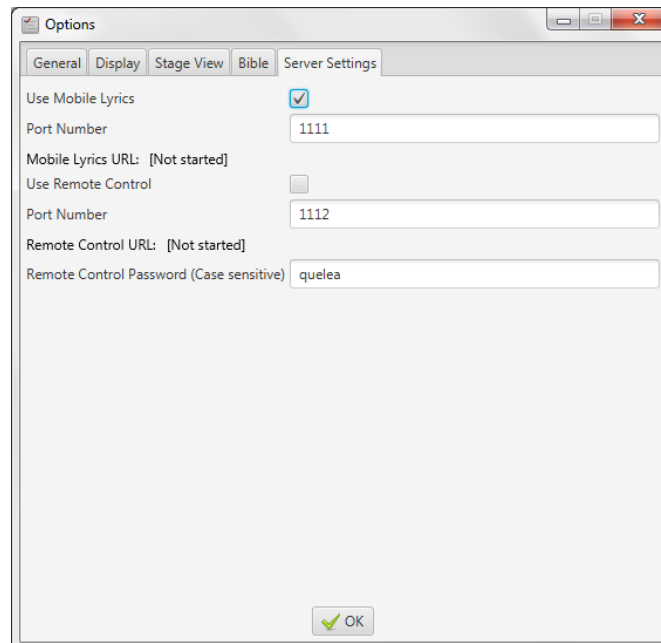 Options
General Display Stage View Bible Server Settings
Use Mobile Lyrics
Port Number 1111
Mobile Lyrics URL: [Not started]
Use Remote Control
Port Number 1112
Remote Control URL: [Not started]
Remote Control Password (Case sensitive) quelea
OK